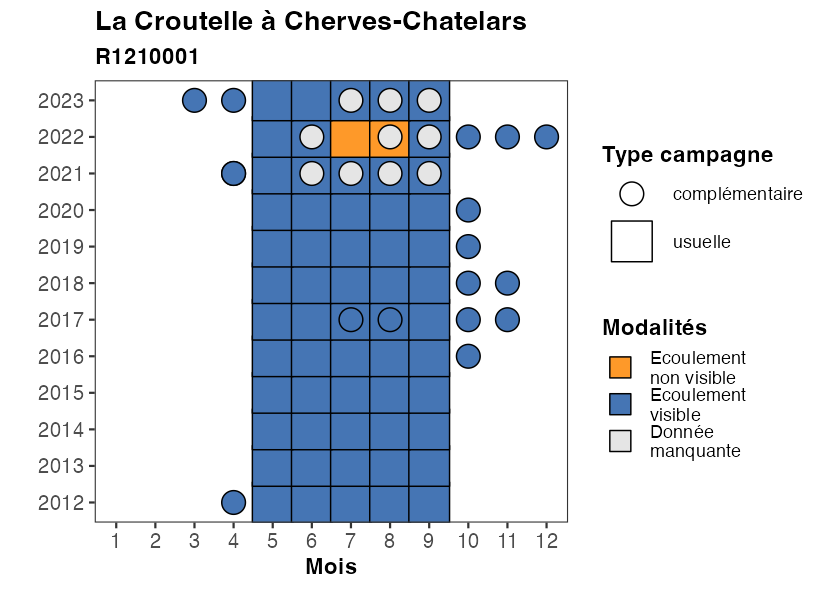 La Croutelle à Cherves-Chatelars
R1210001
2023
2022
2021
2020
2019
2018
2017
2016
2015
2014
2013
2012
1 2 3 4 5 6 7 8 9 10 11 12
Mois
Type campagne
complémentaire
usuelle
Modalités
Ecoulement
non visible
Ecoulement
visible
Donnée
manquante